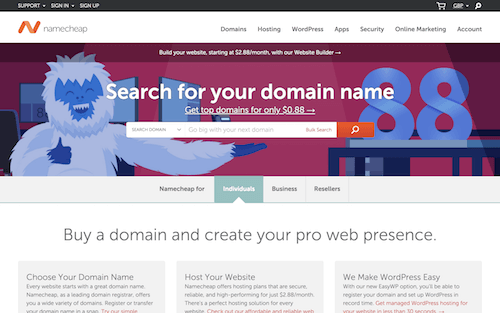 SUPPORT SIGN IN SIGN UP GBP
namecheap
Domains Hosting WordPress Apps Security Online Marketing Account
Build your website, starting at $2.88/month, with our Website Builder →
Search for your domain name
Get top domains for only $0.88 →
88
SEARCH DOMAIN Go big with your next domain Bulk Search
Namecheap for Individuals Business Resellers
Buy a domain and create your pro web presence.
Choose Your Domain Name
Every website starts with a great domain name. Namecheap, as a leading domain registrar, offers you a wide variety of domains. Register or transfer your domain name in a snap. Try our simple
Host Your Website
Namecheap offers hosting plans that are secure, reliable, and high-performing for just $2.88/month. There's a perfect hosting solution for every website. Check out our affordable and reliable web
We Make WordPress Easy
With our new EasyWP option, you'll be able to register your domain and set up WordPress in record time. Get managed WordPress hosting for your website in less than 30 seconds. →